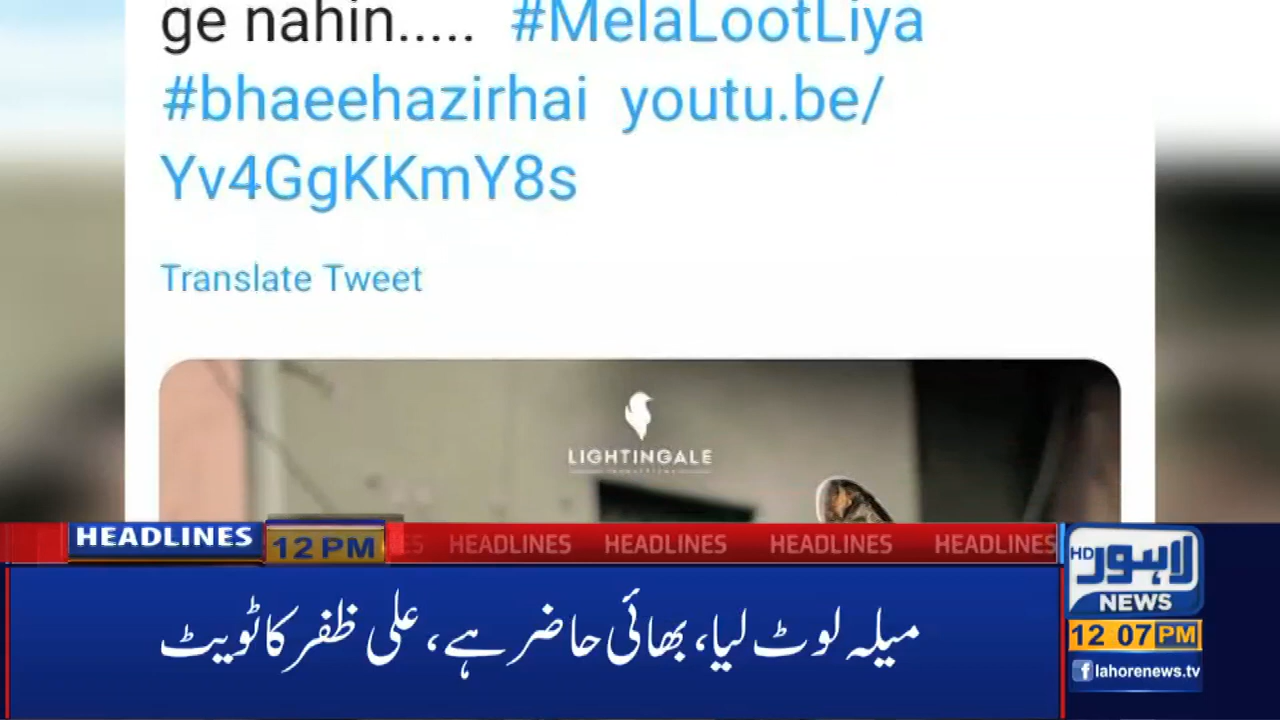 ge nahin..... #MelaLootLiya
#bhaeehazirhai youtu.be/
Yv4GgKKmY8s
Translate Tweet
LIGHTINGALE
HEADLINES 12 PM HEADLINES HEADLINES HEADLINES HEADLINES
میلہ لوٹ لیا، بھائی حاضر ہے، علی ظفر کا ٹویٹ
HD لاہور
NEWS
12 07 PM
f lahorenews.tv